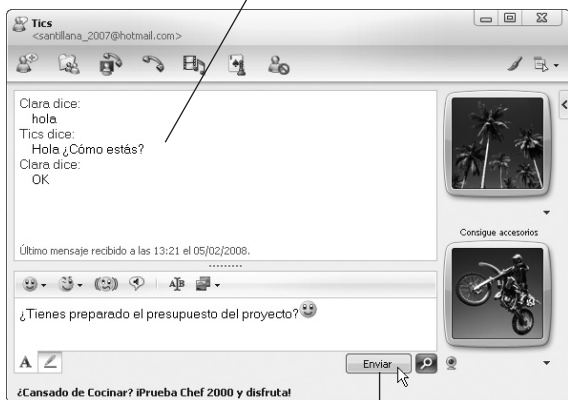 Tics
<santillana_2007@hotmail.com>
Clara dice:
hola
Tics dice:
Hola ¿Cómo estás?
Clara dice:
OK
Último mensaje recibido a las 13:21 el 05/02/2008.
Consigue accesorios
¿Tienes preparado el presupuesto del proyecto?
A
Enviar
¿Cansado de Cocinar? ¡Prueba Chef 2000 y disfruta!